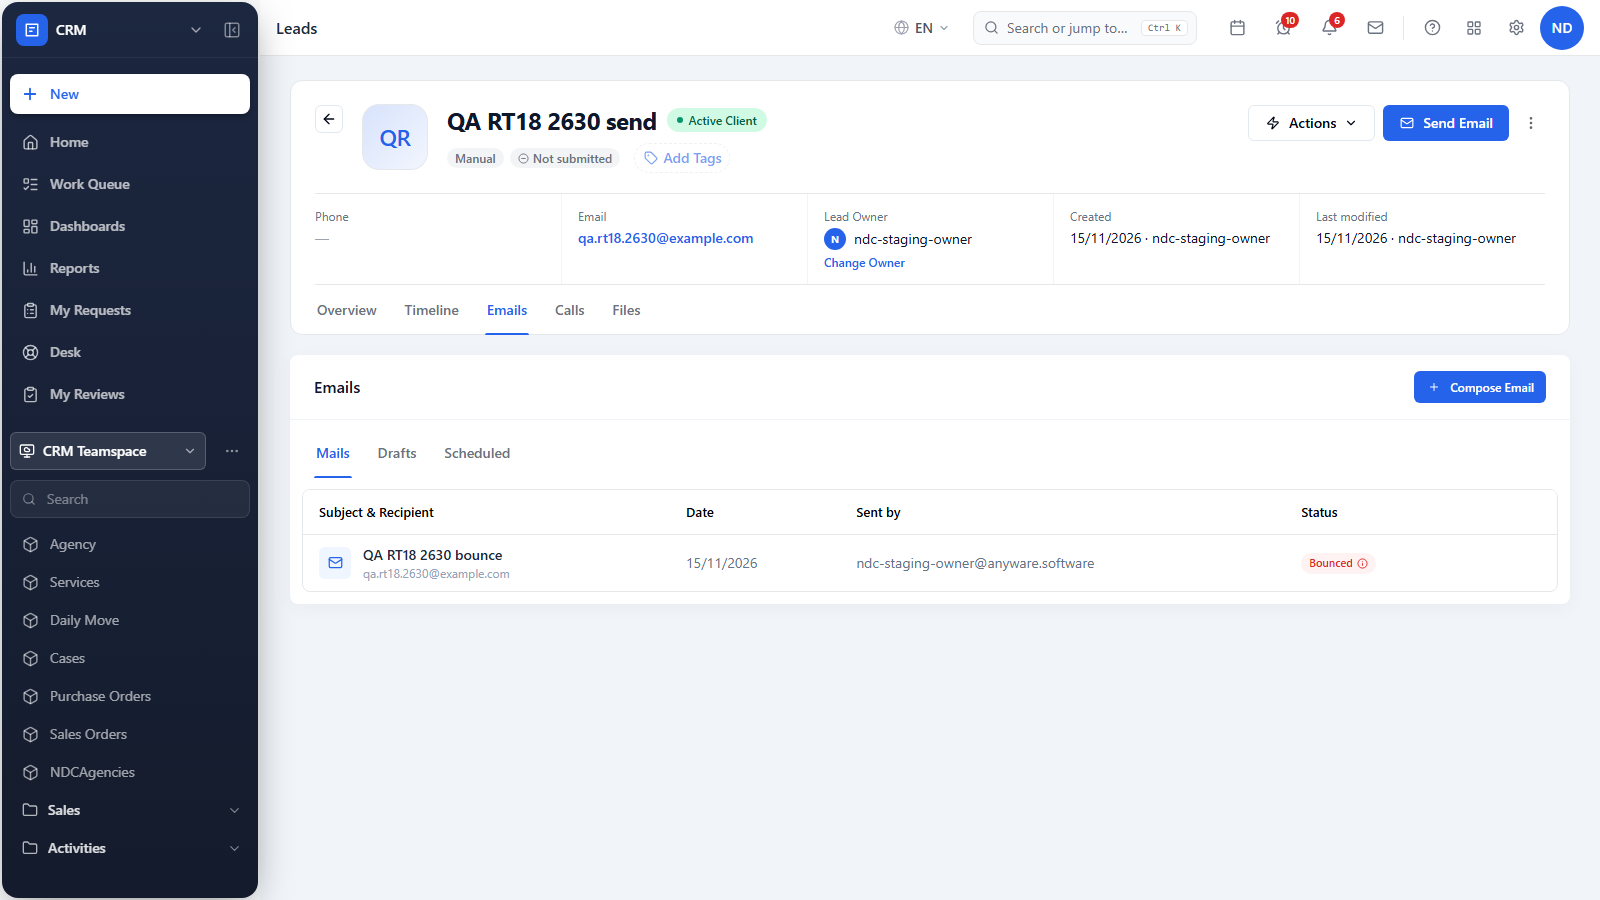 CRM
New
Home
Work Queue
Dashboards
Reports
My Requests
Desk
My Reviews
CRM Teamspace
Search
Agency
Services
Daily Move
Cases
Purchase Orders
Sales Orders
NDCAgencies
Sales
Activities
Leads
EN
Search or jump to...
Ctrl K
10
6
ND
QR
QA RT18 2630 send
Active Client
Manual
Not submitted
Add Tags
Actions
Send Email
Phone
—
Email
qa.rt18.2630@example.com
Lead Owner
N
ndc-staging-owner
Change Owner
Created
15/11/2026 · ndc-staging-owner
Last modified
15/11/2026 · ndc-staging-owner
Overview
Timeline
Emails
Calls
Files
Emails
Compose Email
Mails
Drafts
Scheduled
Subject & Recipient
Date
Sent by
Status
QA RT18 2630 bounce
qa.rt18.2630@example.com
15/11/2026
ndc-staging-owner@anyware.software
Bounced